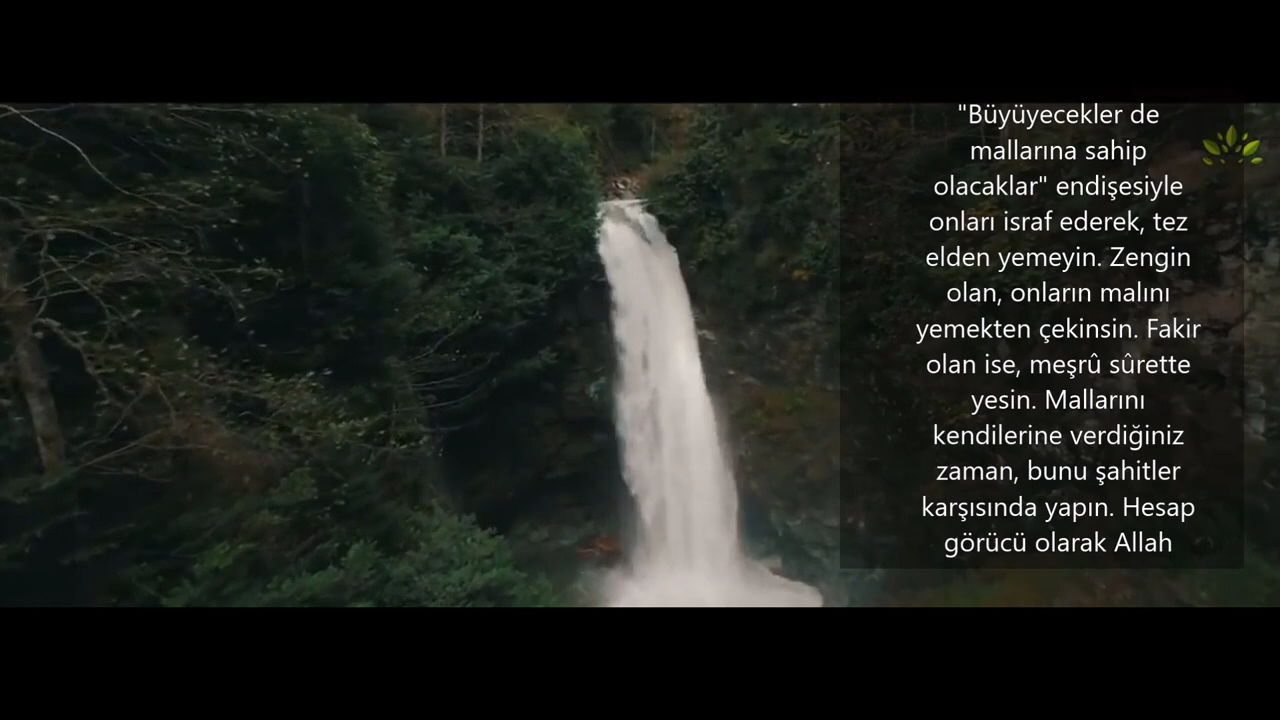 "Büyüyecekler de
mallarına sahip
olacaklar" endişesiyle
onları israf ederek, tez
elden yemeyin. Zengin
olan, onların malını
yemekten çekinsin. Fakir
olan ise, meşrû sûrette
yesin. Mallarını
kendilerine verdiğiniz
zaman, bunu şahitler
karşısında yapın. Hesap
görücü olarak Allah